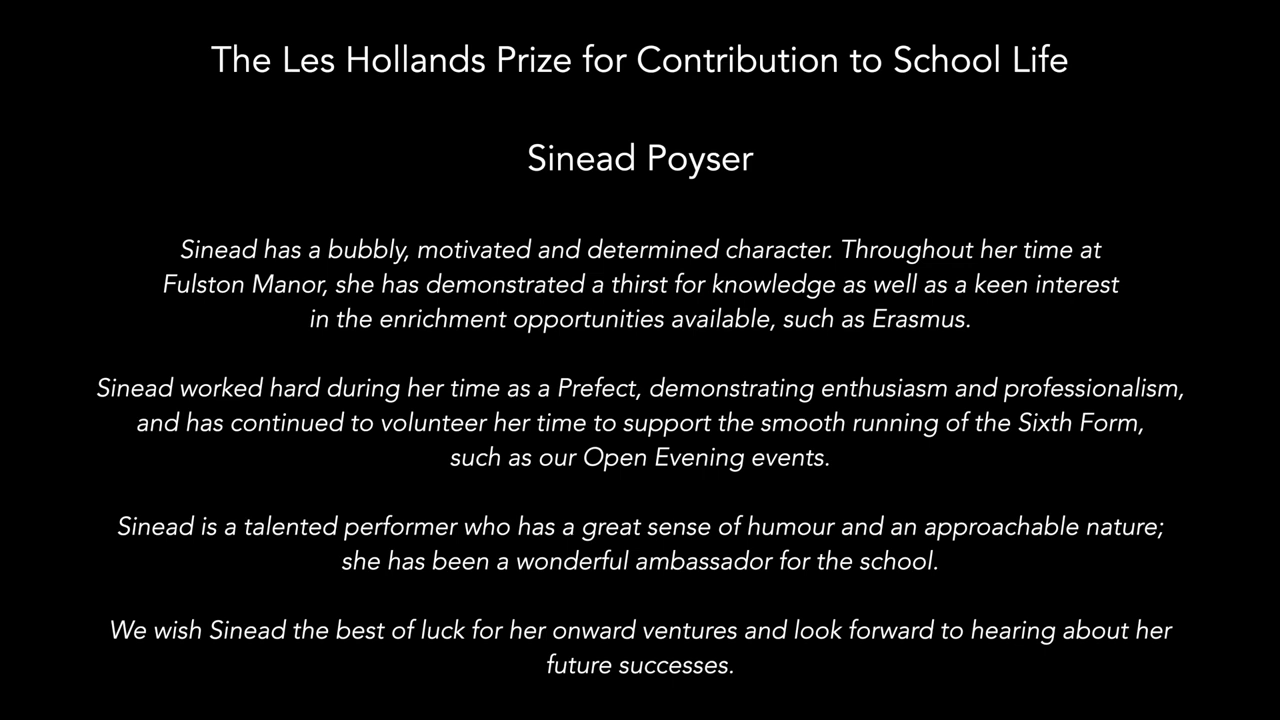 The Les Hollands Prize for Contribution to School Life
Sinead Poyser
Sinead has a bubbly, motivated and determined character. Throughout her time at
Fulston Manor, she has demonstrated a thirst for knowledge as well as a keen interest
in the enrichment opportunities available, such as Erasmus.
Sinead worked hard during her time as a Prefect, demonstrating enthusiasm and professionalism,
and has continued to volunteer her time to support the smooth running of the Sixth Form,
such as our Open Evening events.
Sinead is a talented performer who has a great sense of humour and an approachable nature;
she has been a wonderful ambassador for the school.
We wish Sinead the best of luck for her onward ventures and look forward to hearing about her
future successes.